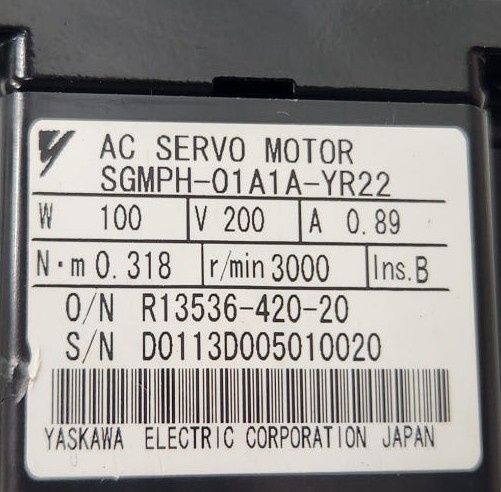 AC SERVO MOTOR
SGMPH-01A1A-YR22
W 100 V 200 A 0.89
N·m 0.318 r/min 3000 Ins.B
O/N R13536-420-20
S/N D0113D005010020
YASKAWA ELECTRIC CORPORATION JAPAN